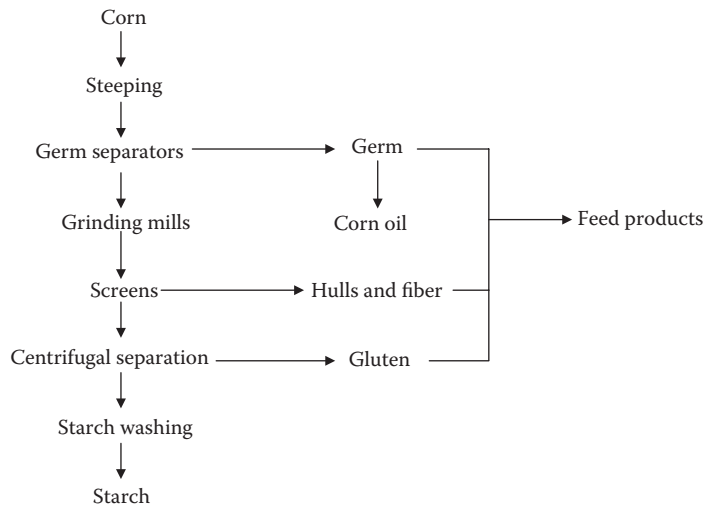 Corn
Steeping
Germ separators
Germ
Grinding mills
Corn oil
Feed products
Screens
Hulls and fiber
Centrifugal separation
Gluten
Starch washing
Starch